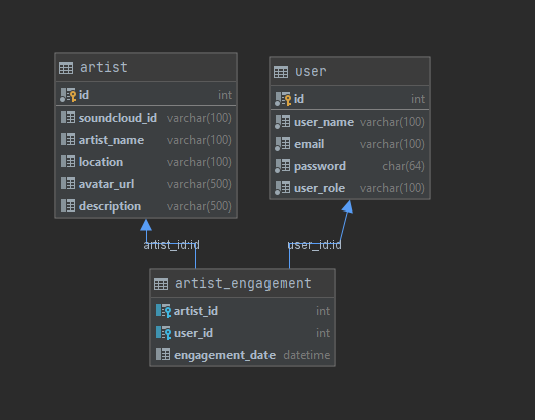 artist
id int
soundcloud_id varchar(100)
artist_name varchar(100)
location varchar(100)
avatar_url varchar(500)
description varchar(500)
user
id int
user_name varchar(100)
email varchar(100)
password char(64)
user_role varchar(100)
artist_id:id
user_id:id
artist_engagement
artist_id int
user_id int
engagement_date datetime